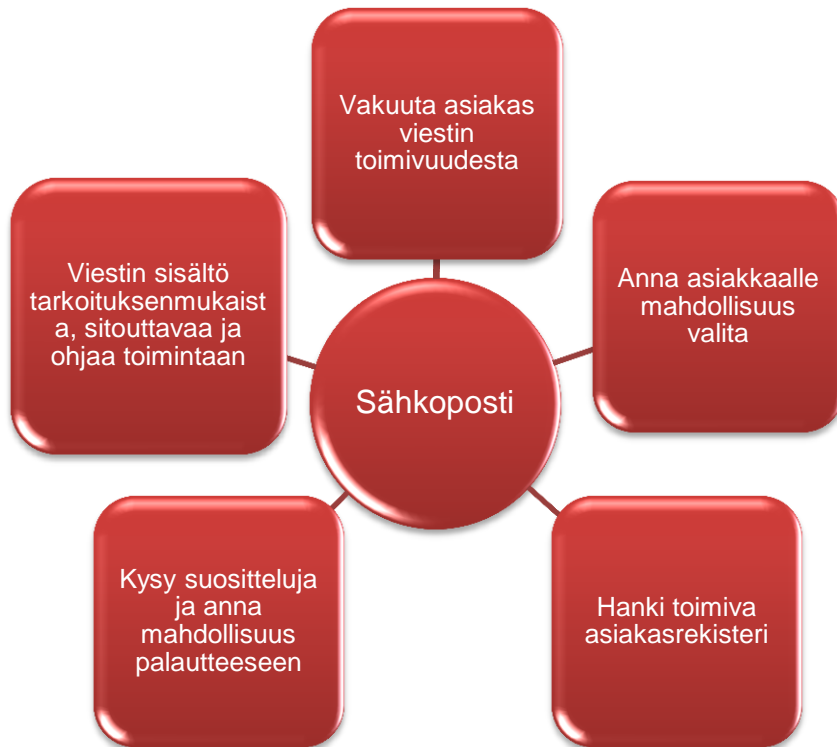 Vakuuta asiakas
viestin
toimivuudesta
Anna asiakkaalle
mahdollisuus
valita
Hanki toimiva
asiakasrekisteri
Kysy suositteluja
ja anna
mahdollisuus
palautteeseen
Viestin sisältö
tarkoituksenmukaist
a, sitouttavaa ja
ohjaa toimintaan
Sähkoposti